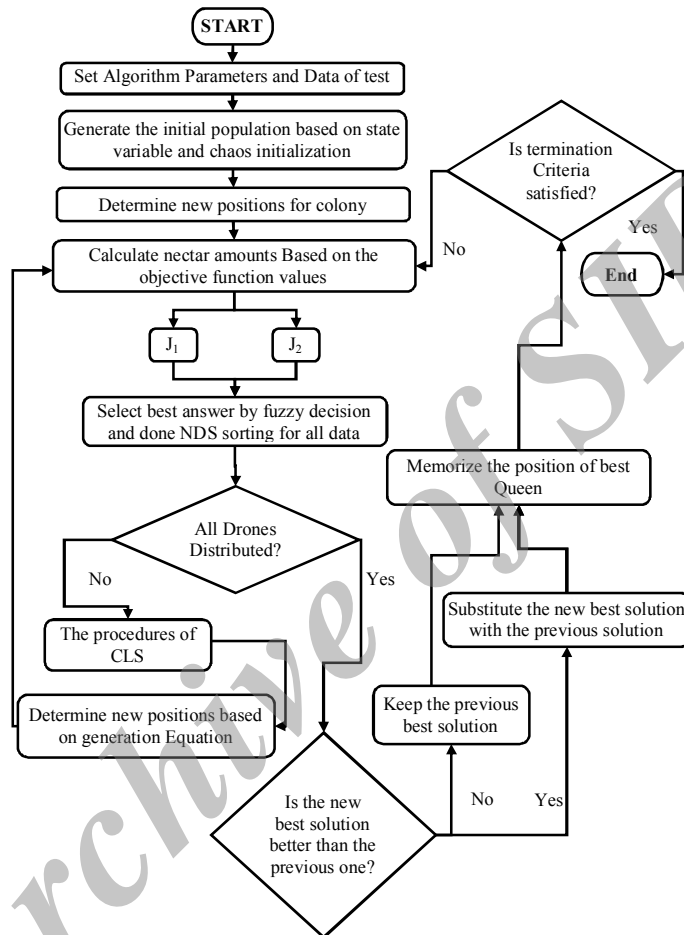 START
Set Algorithm Parameters and Data of test
Generate the initial population based on state
variable and chaos initialization
Determine new positions for colony
Calculate nectar amounts Based on the
objective function values
J1
J2
Select best answer by fuzzy decision
and done NDS sorting for all data
All Drones
Distributed?
No
Yes
The procedures of
CLS
Determine new positions based
on generation Equation
Is the new
best solution
better than the
previous one?
No
Yes
Keep the previous
best solution
Substitute the new best solution
with the previous solution
Memorize the position of best
Queen
Is termination
Criteria
satisfied?
No
Yes
End
rchive of SI